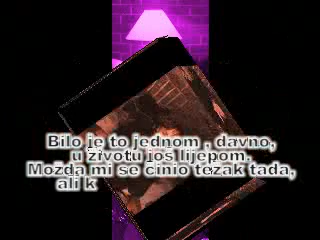 Bilo je to jednom , davno,
u životu još lijepom.
Možda mi se činio težak tada,
ali k